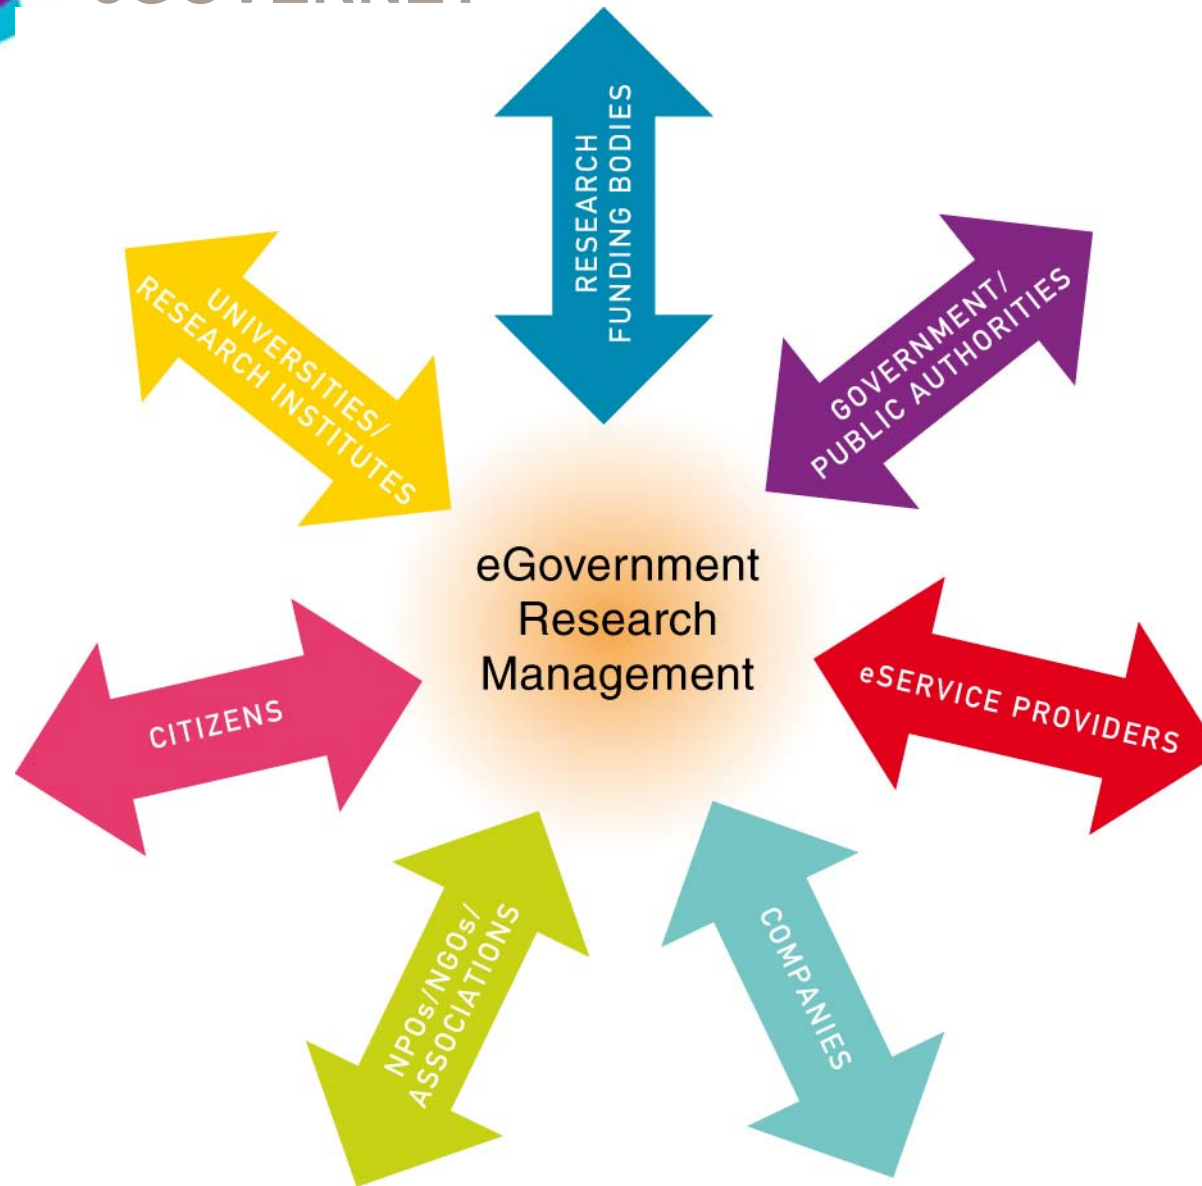 eGOVERNET
RESEARCH
FUNDING BODIES
GOVERNMENT/
PUBLIC AUTHORITIES
UNIVERSITIES/
RESEARCH INSTITUTES
eGovernment
Research
Management
eSERVICE PROVIDERS
CITIZENS
NPOs/NGOs/
ASSOCIATIONS
COMPANIES